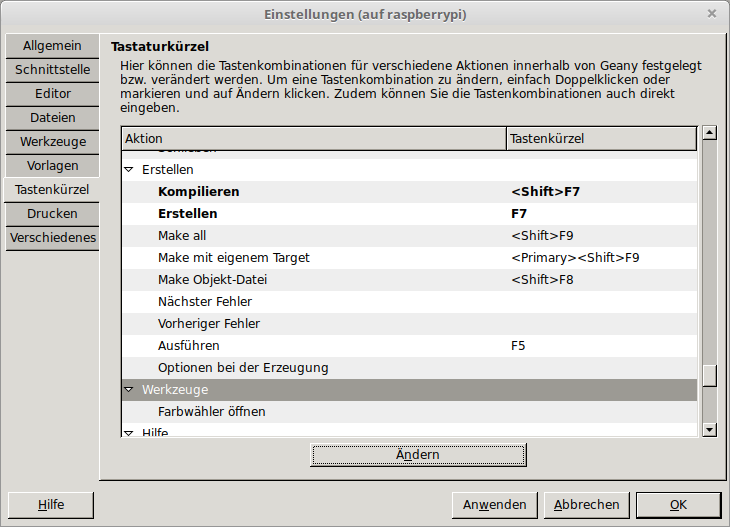 Einstellungen (auf raspberrypi)
Allgemein
Schnittstelle
Editor
Dateien
Werkzeuge
Vorlagen
Tastenkürzel
Drucken
Verschiedenes
Tastaturkürzel
Hier können die Tastenkombinationen für verschiedene Aktionen innerhalb von Geany festgelegt
bzw. verändert werden. Um eine Tastenkombination zu ändern, einfach Doppelklicken oder
markieren und auf Ändern klicken. Zudem können Sie die Tastenkombinationen auch direkt
eingeben.
Aktion Tastenkürzel
Erstellen
Kompilieren <Shift>F7
Erstellen F7
Make all <Shift>F9
Make mit eigenem Target <Primary><Shift>F9
Make Objekt-Datei <Shift>F8
Nächster Fehler
Vorheriger Fehler
Ausführen F5
Optionen bei der Erzeugung
Werkzeuge
Farbwähler öffnen
Hilfe
Ändern
Hilfe Anwenden Abbrechen OK